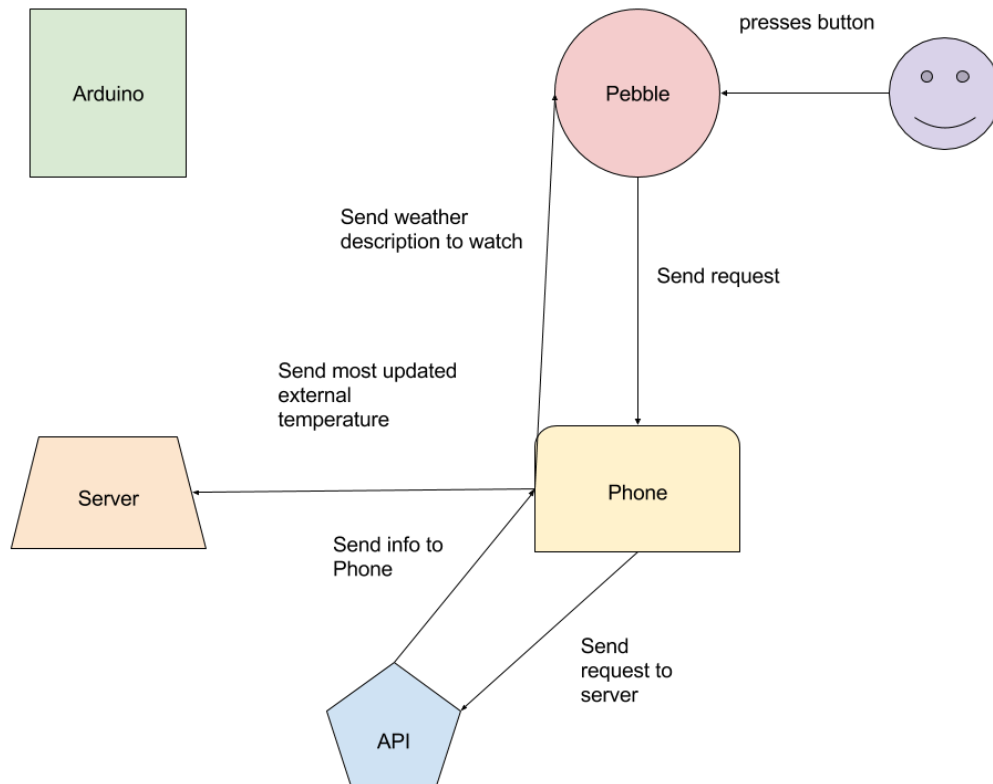 presses button
Arduino
Pebble
Send weather
description to watch
Send request
Send most updated
external
temperature
Server
Phone
Send info to
Phone
Send
request to
server
API